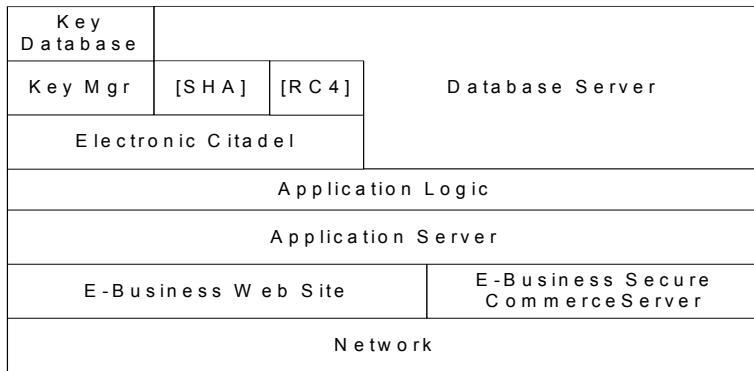 Key
Database
Key Mgr
[SHA]
[RC4]
Database Server
Electronic Citadel
Application Logic
Application Server
E-Business Web Site
E-Business Secure
CommerceServer
Network